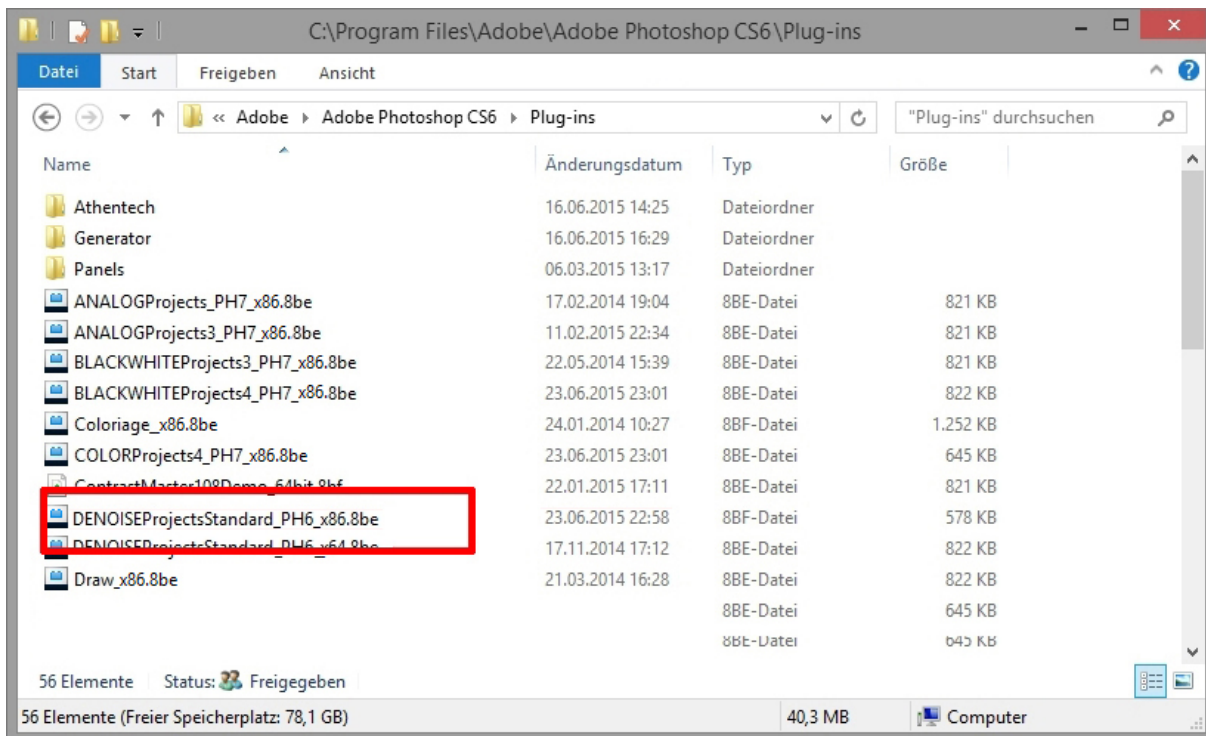 C:\Program Files\Adobe\Adobe Photoshop CS6\Plug-ins
Datei Start Freigeben Ansicht
« Adobe Adobe Photoshop CS6 Plug-ins "Plug-ins" durchsuchen
Name Änderungsdatum Typ Größe
Athentech 16.06.2015 14:25 Dateiordner
Generator 16.06.2015 16:29 Dateiordner
Panels 06.03.2015 13:17 Dateiordner
ANALOGProjects_PH7_x86.8be 17.02.2014 19:04 8BE-Datei 821 KB
ANALOGProjects3_PH7_x86.8be 11.02.2015 22:34 8BE-Datei 821 KB
BLACKWHITEProjects3_PH7_x86.8be 22.05.2014 15:39 8BE-Datei 821 KB
BLACKWHITEProjects4_PH7_x86.8be 23.06.2015 23:01 8BE-Datei 822 KB
Coloriage_x86.8be 24.01.2014 10:27 8BF-Datei 1.252 KB
COLORProjects4_PH7_x86.8be 23.06.2015 23:01 8BE-Datei 645 KB
ContrastMaster108Demo_64bit.8bf 22.01.2015 17:11 8BE-Datei 821 KB
DENOISEProjectsStandard_PH6_x86.8be 23.06.2015 22:58 8BF-Datei 578 KB
DENOISEProjectsStandard_PH6_x64.8be 17.11.2014 17:12 8BE-Datei 822 KB
Draw_x86.8be 21.03.2014 16:28 8BE-Datei 822 KB
8BE-Datei 645 KB
8BE-Datei 645 KB
56 Elemente Status: Freigegeben
56 Elemente (Freier Speicherplatz: 78,1 GB) 40,3 MB Computer